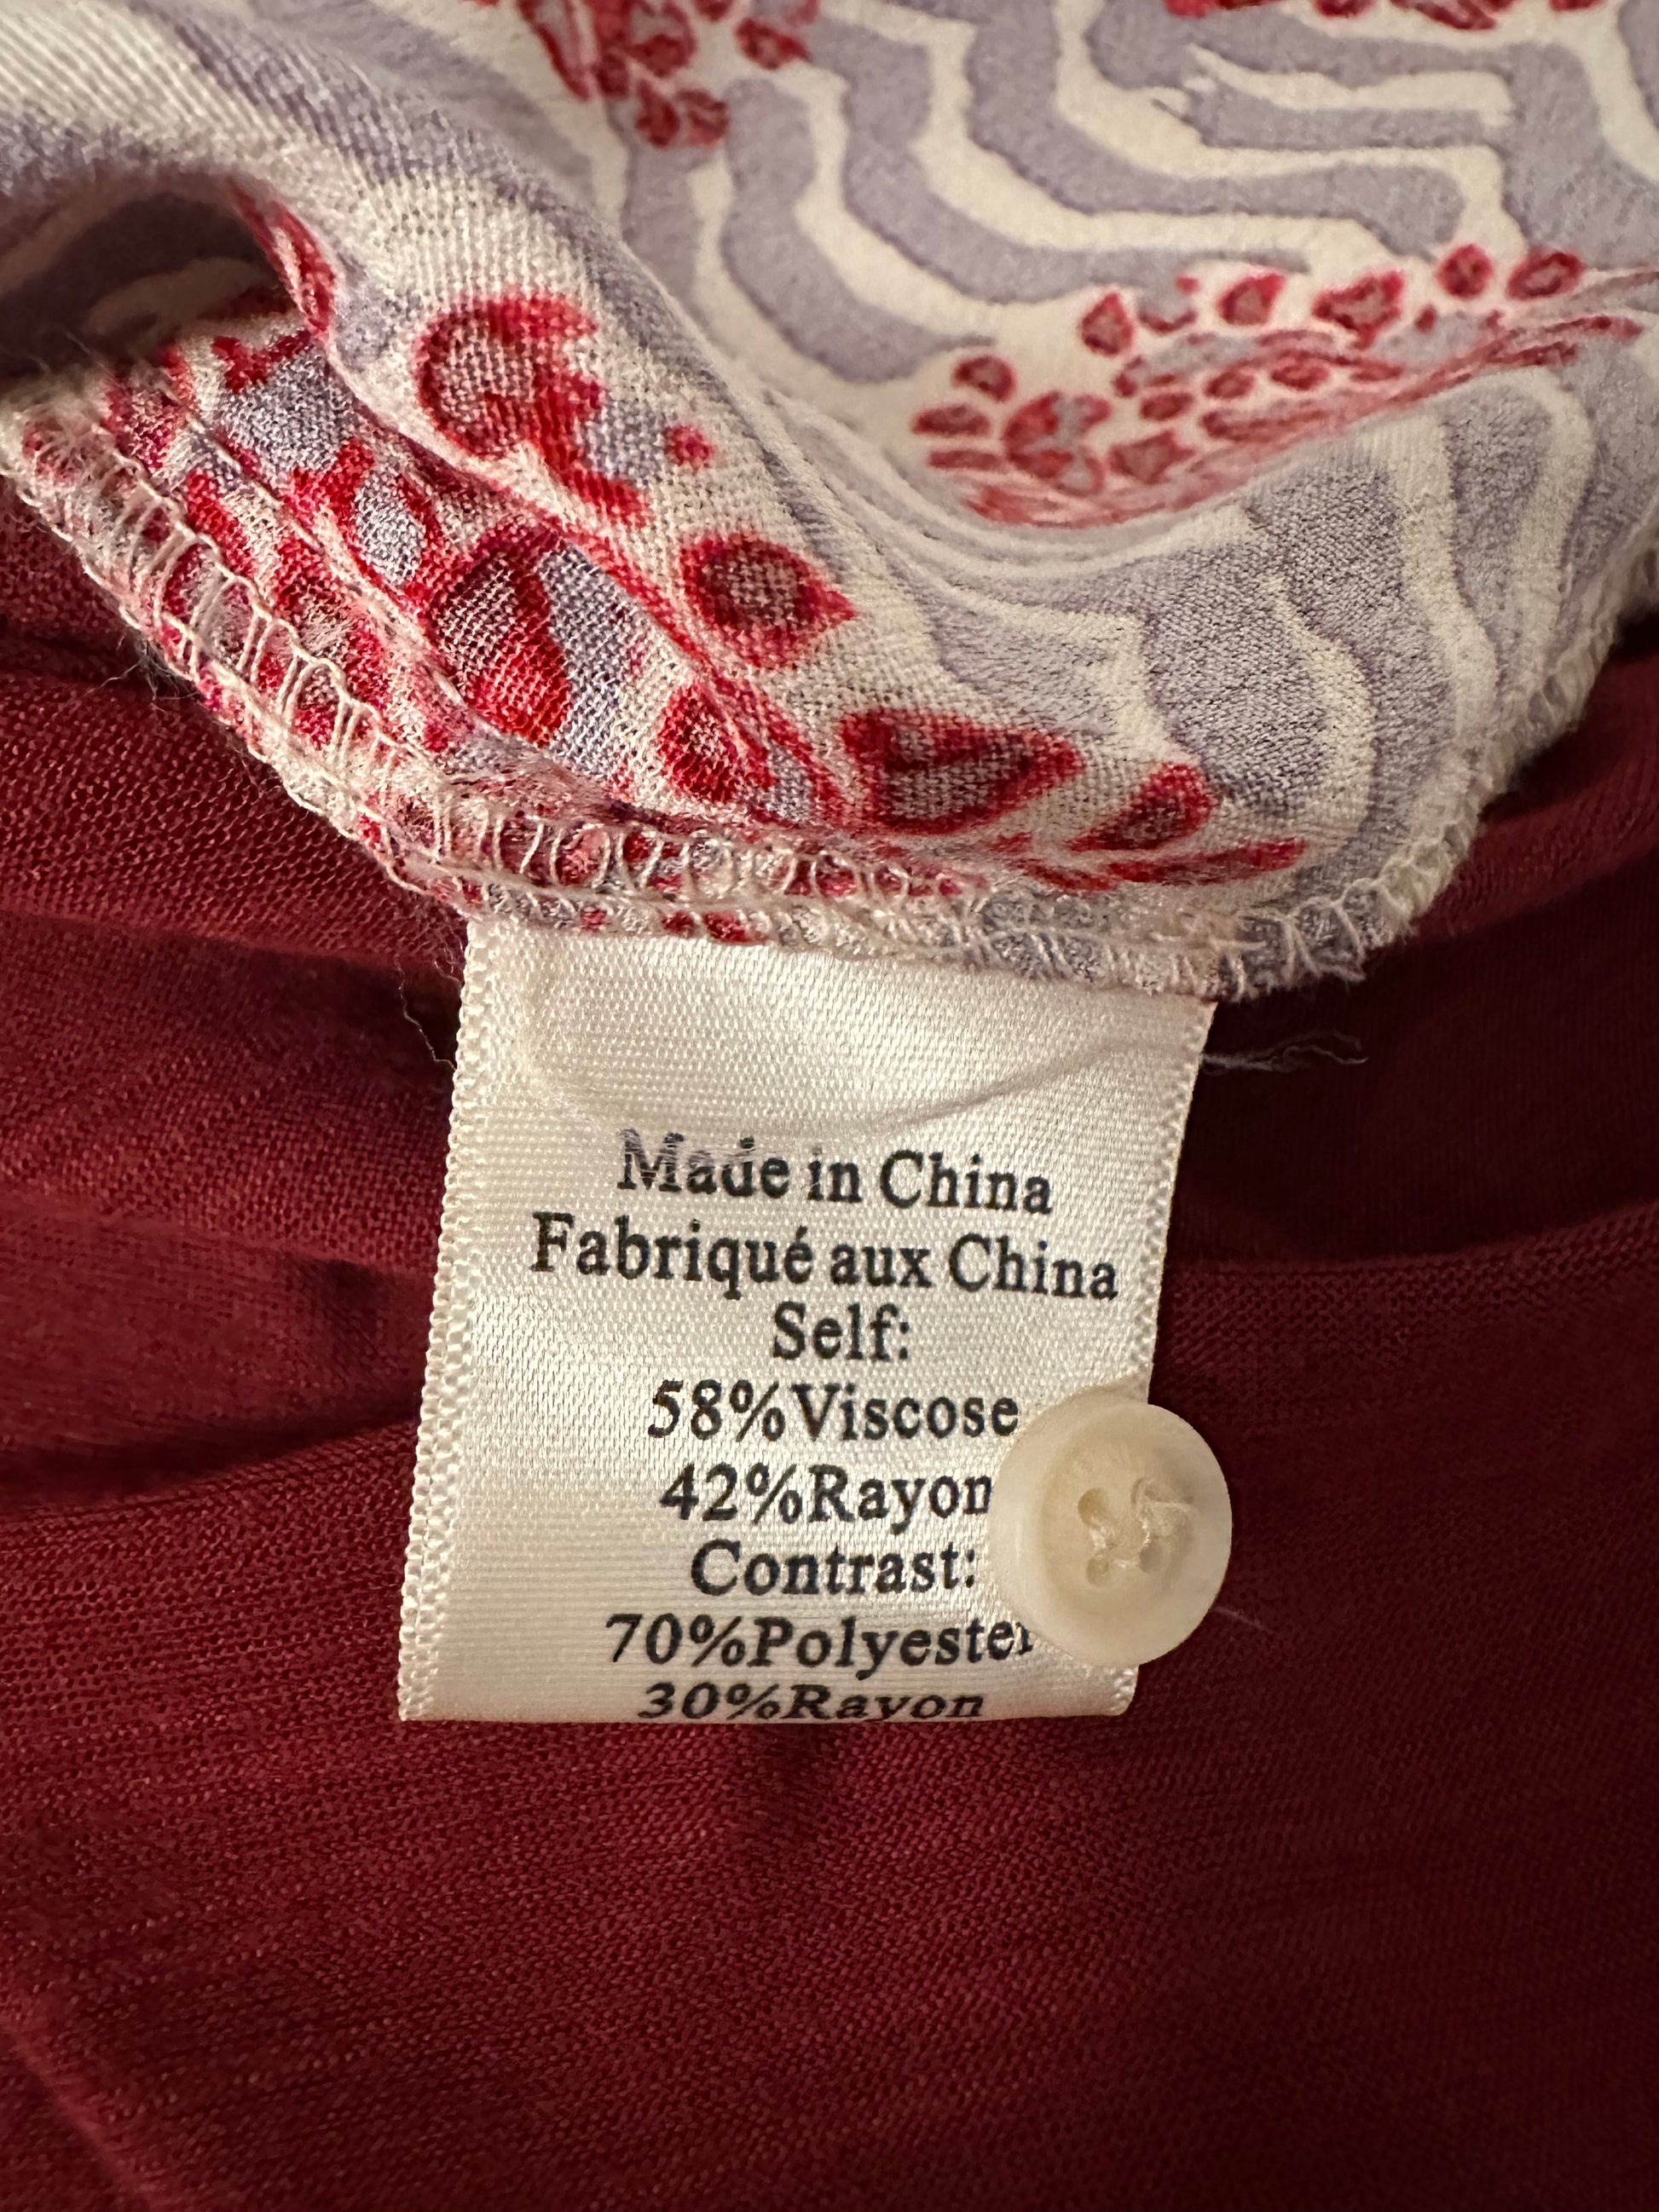 Made in China
Fabriqué aux China
Self:
58%Viscose
42%Rayon
Contrast:
70%Polyester
30%Rayon